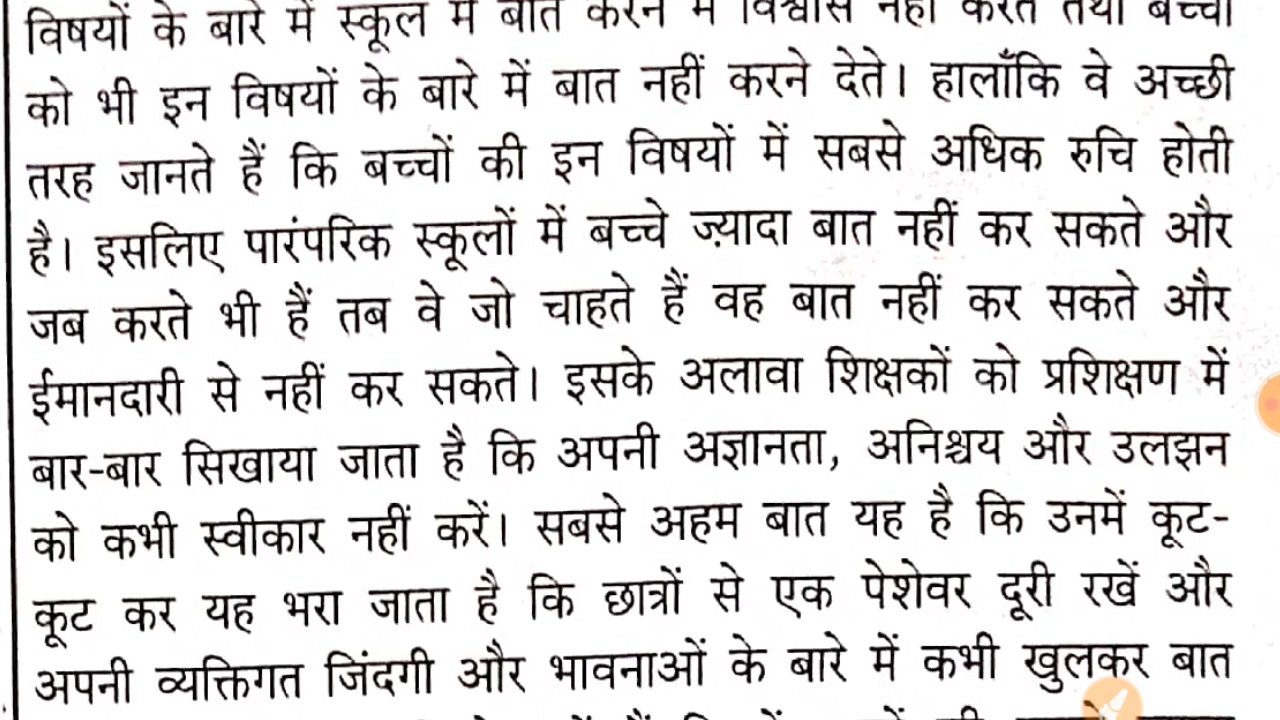 विषयों के बारे में स्कूल में बात करने में विश्वास नहीं करते तथा बच्चों
को भी इन विषयों के बारे में बात नहीं करने देते। हालाँकि वे अच्छी
तरह जानते हैं कि बच्चों की इन विषयों में सबसे अधिक रुचि होती
है। इसलिए पारंपरिक स्कूलों में बच्चे ज़्यादा बात नहीं कर सकते और
जब करते भी हैं तब वे जो चाहते हैं वह बात नहीं कर सकते और
ईमानदारी से नहीं कर सकते। इसके अलावा शिक्षकों को प्रशिक्षण में
बार-बार सिखाया जाता है कि अपनी अज्ञानता, अनिश्चय और उलझन
को कभी स्वीकार नहीं करें। सबसे अहम बात यह है कि उनमें कूट-
कूट कर यह भरा जाता है कि छात्रों से एक पेशेवर दूरी रखें और
अपनी व्यक्तिगत जिंदगी और भावनाओं के बारे में कभी खुलकर बात